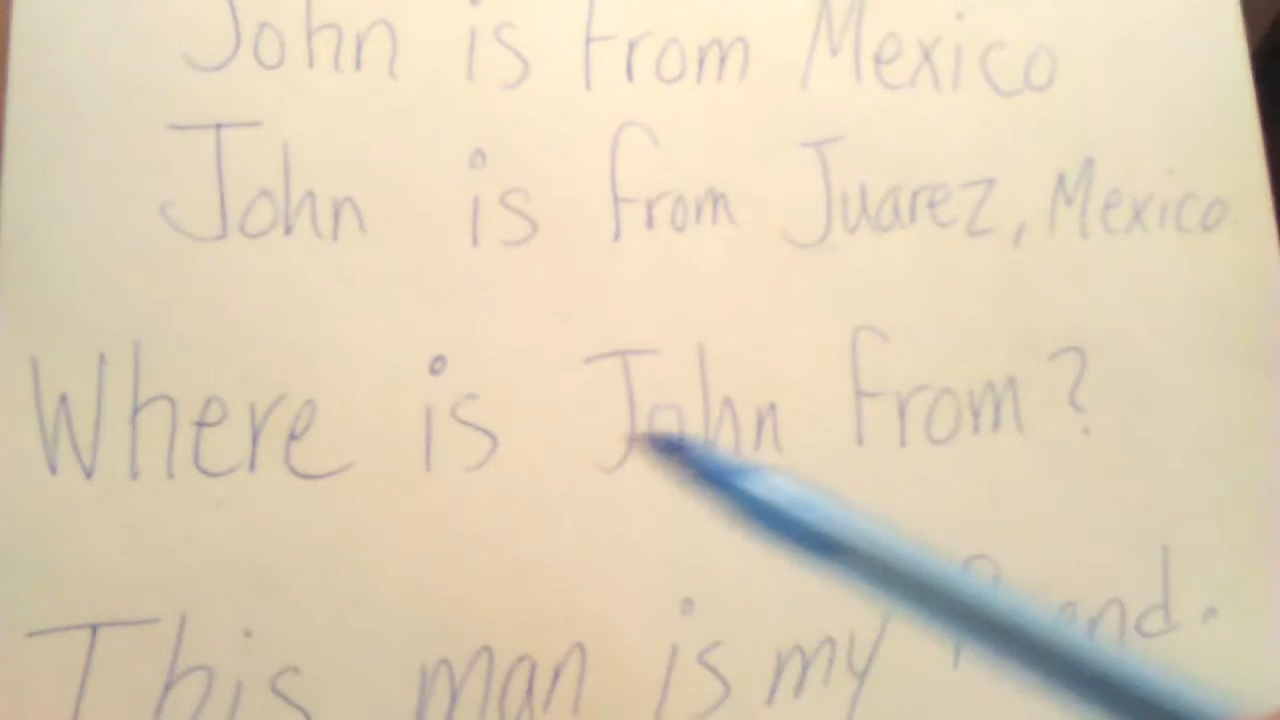 John is from Mexico
John is from Juarez, Mexico
Where is John from?
This man is my